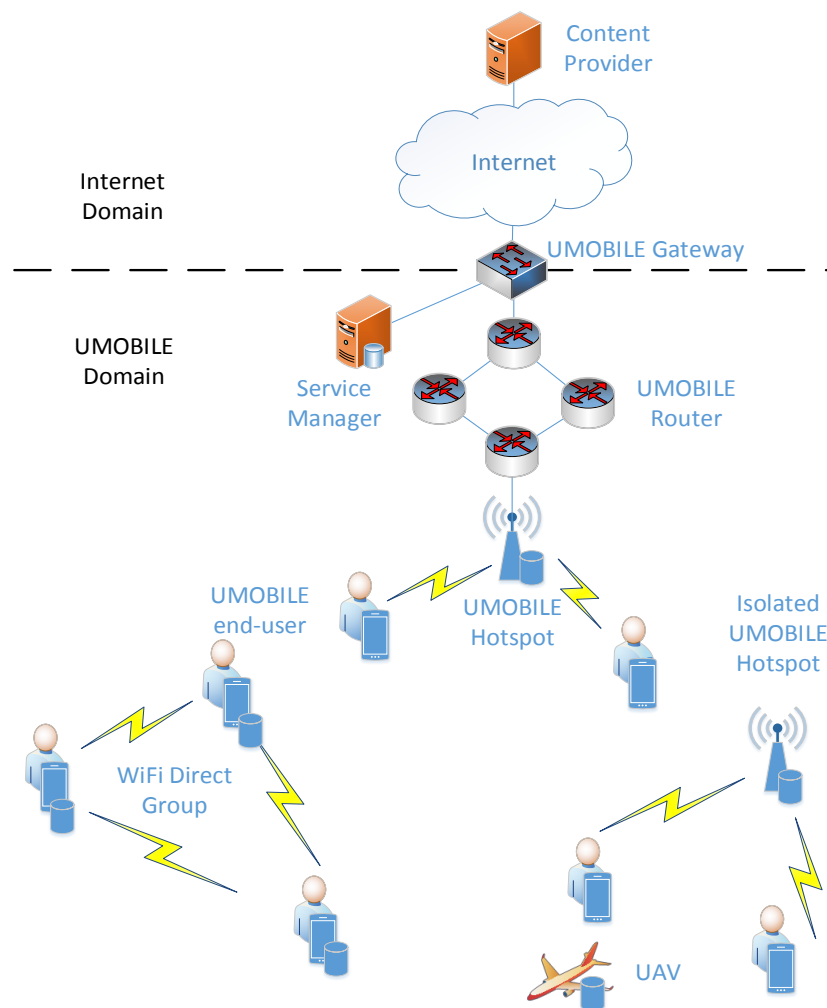 Content
Provider
Internet
Internet
Domain
UMOBILE Gateway
UMOBILE
Domain
Service
Manager
UMOBILE
Router
UMOBILE
end-user
UMOBILE
Hotspot
Isolated
UMOBILE
Hotspot
WiFi Direct
Group
UAV